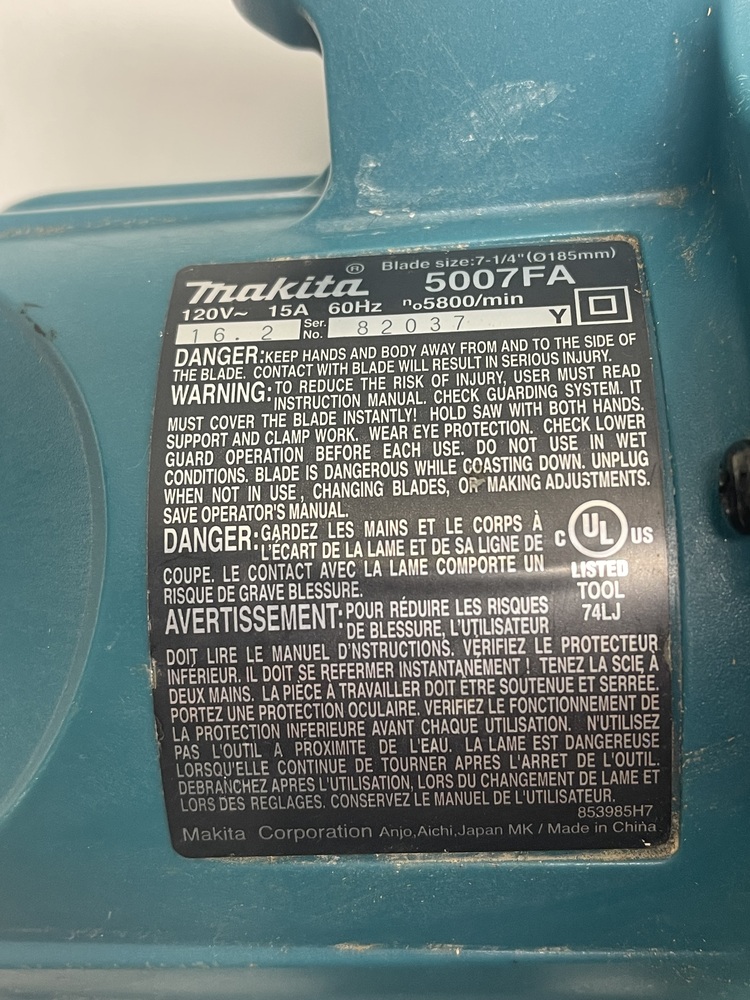 Makita® Blade size:7-1/4"(Ø185mm)
5007FA
120V~ 15A 60Hz n₀5800/min
16.2 Ser. No. 82037 Y
DANGER:KEEP HANDS AND BODY AWAY FROM AND TO THE SIDE OF
THE BLADE. CONTACT WITH BLADE WILL RESULT IN SERIOUS INJURY.
WARNING:TO REDUCE THE RISK OF INJURY, USER MUST READ
INSTRUCTION MANUAL. CHECK GUARDING SYSTEM. IT
MUST COVER THE BLADE INSTANTLY! HOLD SAW WITH BOTH HANDS.
SUPPORT AND CLAMP WORK. WEAR EYE PROTECTION. CHECK LOWER
GUARD OPERATION BEFORE EACH USE. DO NOT USE IN WET
CONDITIONS. BLADE IS DANGEROUS WHILE COASTING DOWN. UNPLUG
WHEN NOT IN USE, CHANGING BLADES, OR MAKING ADJUSTMENTS.
SAVE OPERATOR'S MANUAL.
DANGER:GARDEZ LES MAINS ET LE CORPS À
L'ÉCART DE LA LAME ET DE SA LIGNE DE
COUPE. LE CONTACT AVEC LA LAME COMPORTE UN
RISQUE DE GRAVE BLESSURE.
C UL US
LISTED
TOOL
74LJ
AVERTISSEMENT:POUR RÉDUIRE LES RISQUES
DE BLESSURE, L'UTILISATEUR
DOIT LIRE LE MANUEL D'NSTRUCTIONS. VÉRIFIEZ LE PROTECTEUR
INFÉRIEUR. IL DOIT SE REFERMER INSTANTANÉMENT ! TENEZ LA SCIE À
DEUX MAINS. LA PIÈCE À TRAVAILLER DOIT ÊTRE SOUTENUE ET SERRÉE.
PORTEZ UNE PROTECTION OCULAIRE. VERIFIEZ LE FONCTIONNEMENT DE
LA PROTECTION INFERIEURE AVANT CHAQUE UTILISATION. N'UTILISEZ
PAS L'OUTIL A PROXIMITE DE L'EAU. LA LAME EST DANGEREUSE
LORSQU'ELLE CONTINUE DE TOURNER APRES L'ARRET DE L'OUTIL.
DEBRANCHEZ APRES L'UTILISATION, LORS DU CHANGEMENT DE LAME ET
LORS DES REGLAGES. CONSERVEZ LE MANUEL DE L'UTILISATEUR.
853985H7
Makita Corporation Anjo,Aichi,Japan MK / Made in China